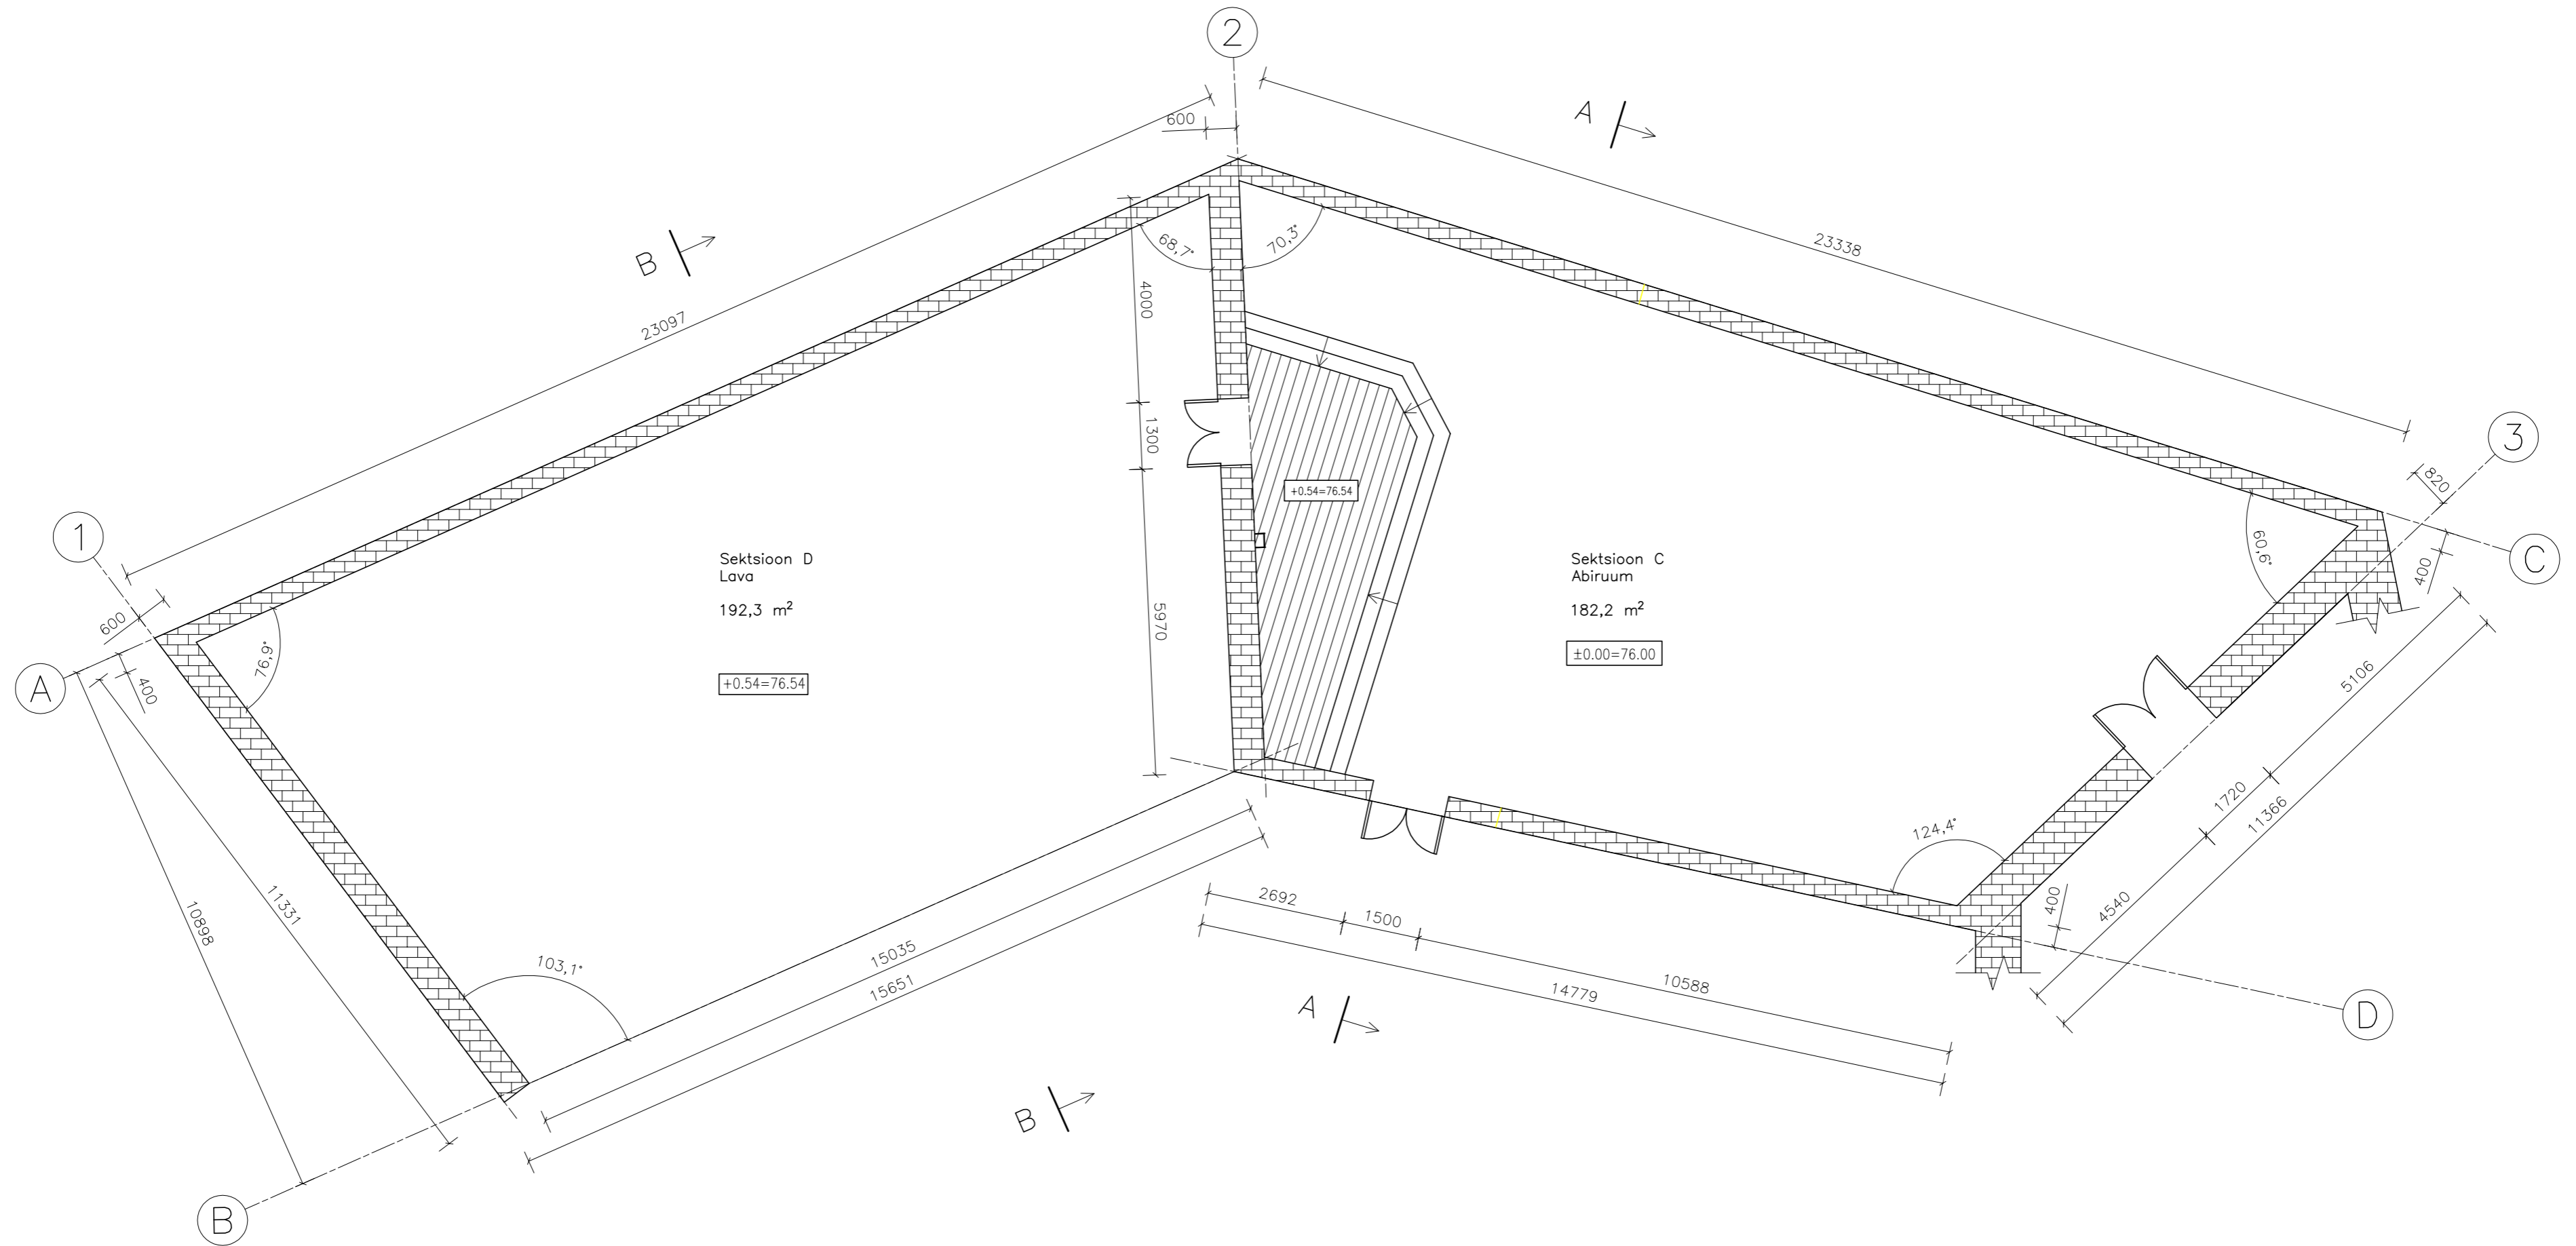 2
A
600
23338
B
68,7°
70,3°
4000
23097
1300
3
820
1
+0.54=76.54
60,6°
C
Sektsioon D
Lava
192,3 m²
Sektsioon C
Abiruum
182,2 m²
400
600
5970
76,9°
±0.00=76.00
A
400
+0.54=76.54
5106
1720
11366
124,4°
11331
10898
2692
1500
400
4540
103,1°
15035
15651
10588
14779
A
D
B
B